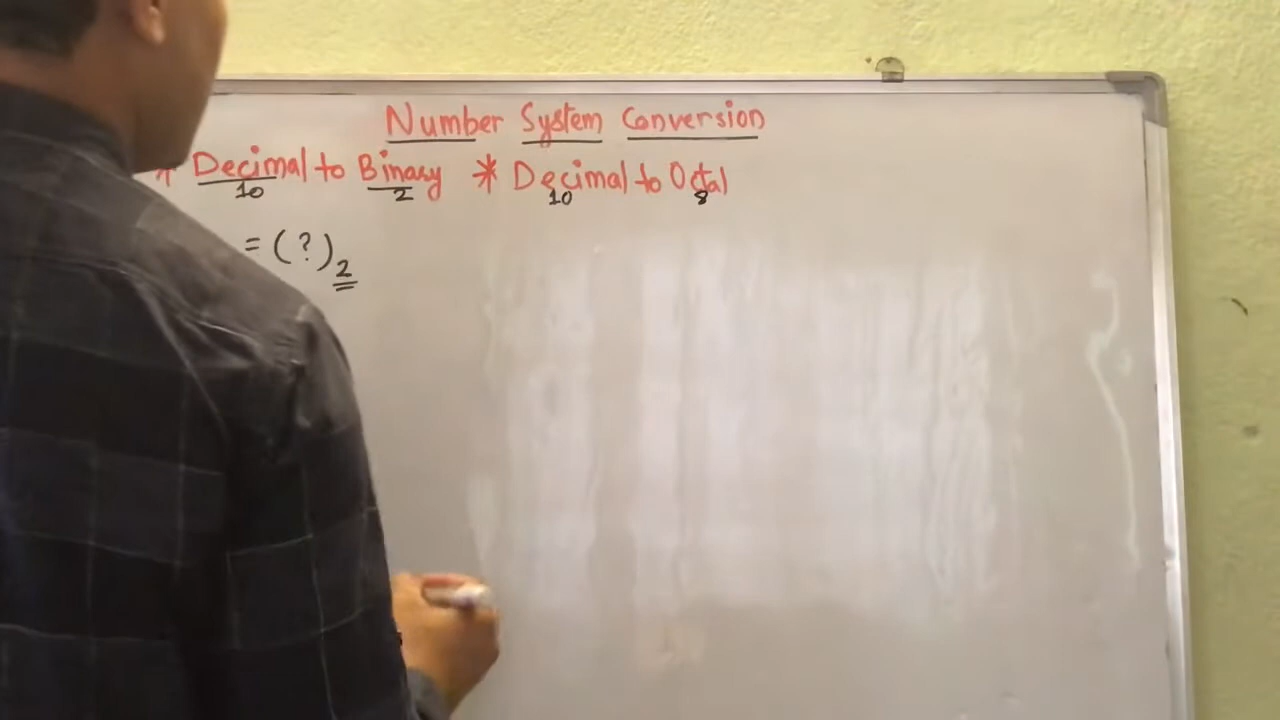 Number System Conversion
* Decimal to Binary * Decimal to Octal
10 2 10 8
= (?)2